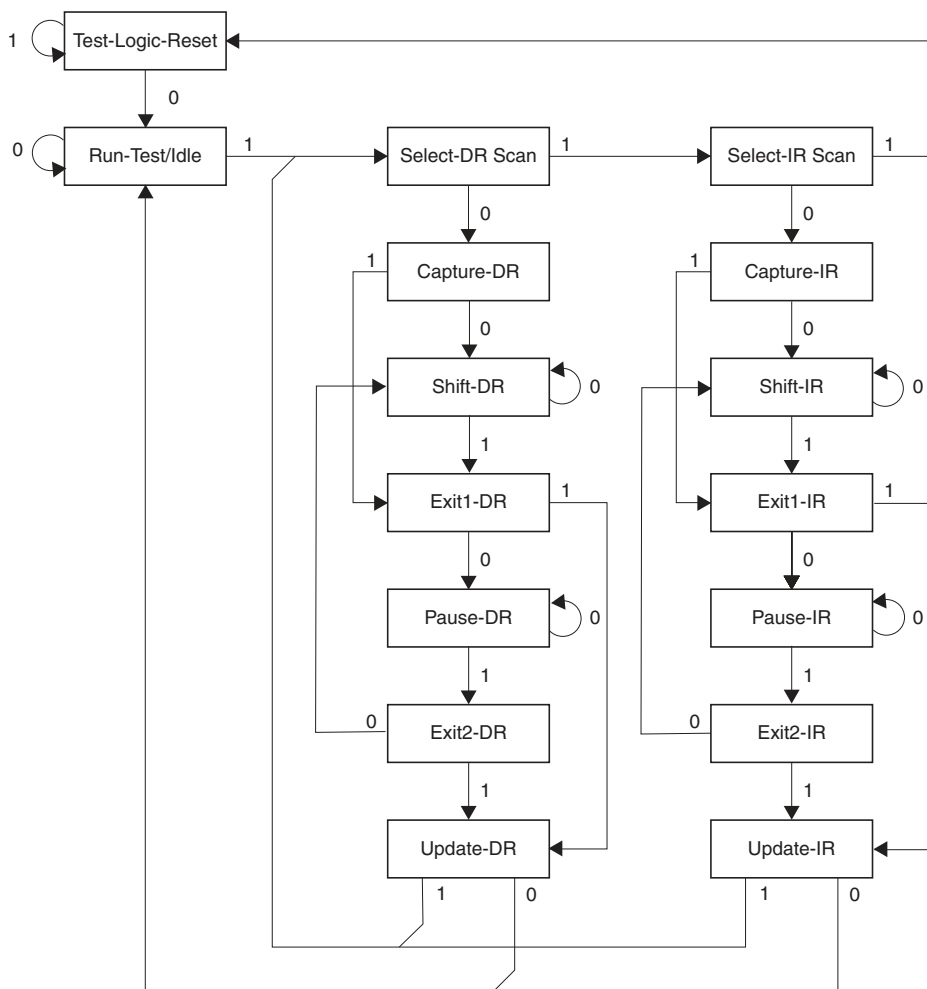 Test-Logic-Reset
1
0
Run-Test/Idle
0
1
Select-DR Scan
1
Select-IR Scan
1
0
0
1
Capture-DR
1
Capture-IR
0
0
Shift-DR
0
Shift-IR
0
1
1
Exit1-DR
1
Exit1-IR
1
0
0
Pause-DR
0
Pause-IR
0
1
1
0
Exit2-DR
0
Exit2-IR
1
1
Update-DR
Update-IR
1
0
1
0